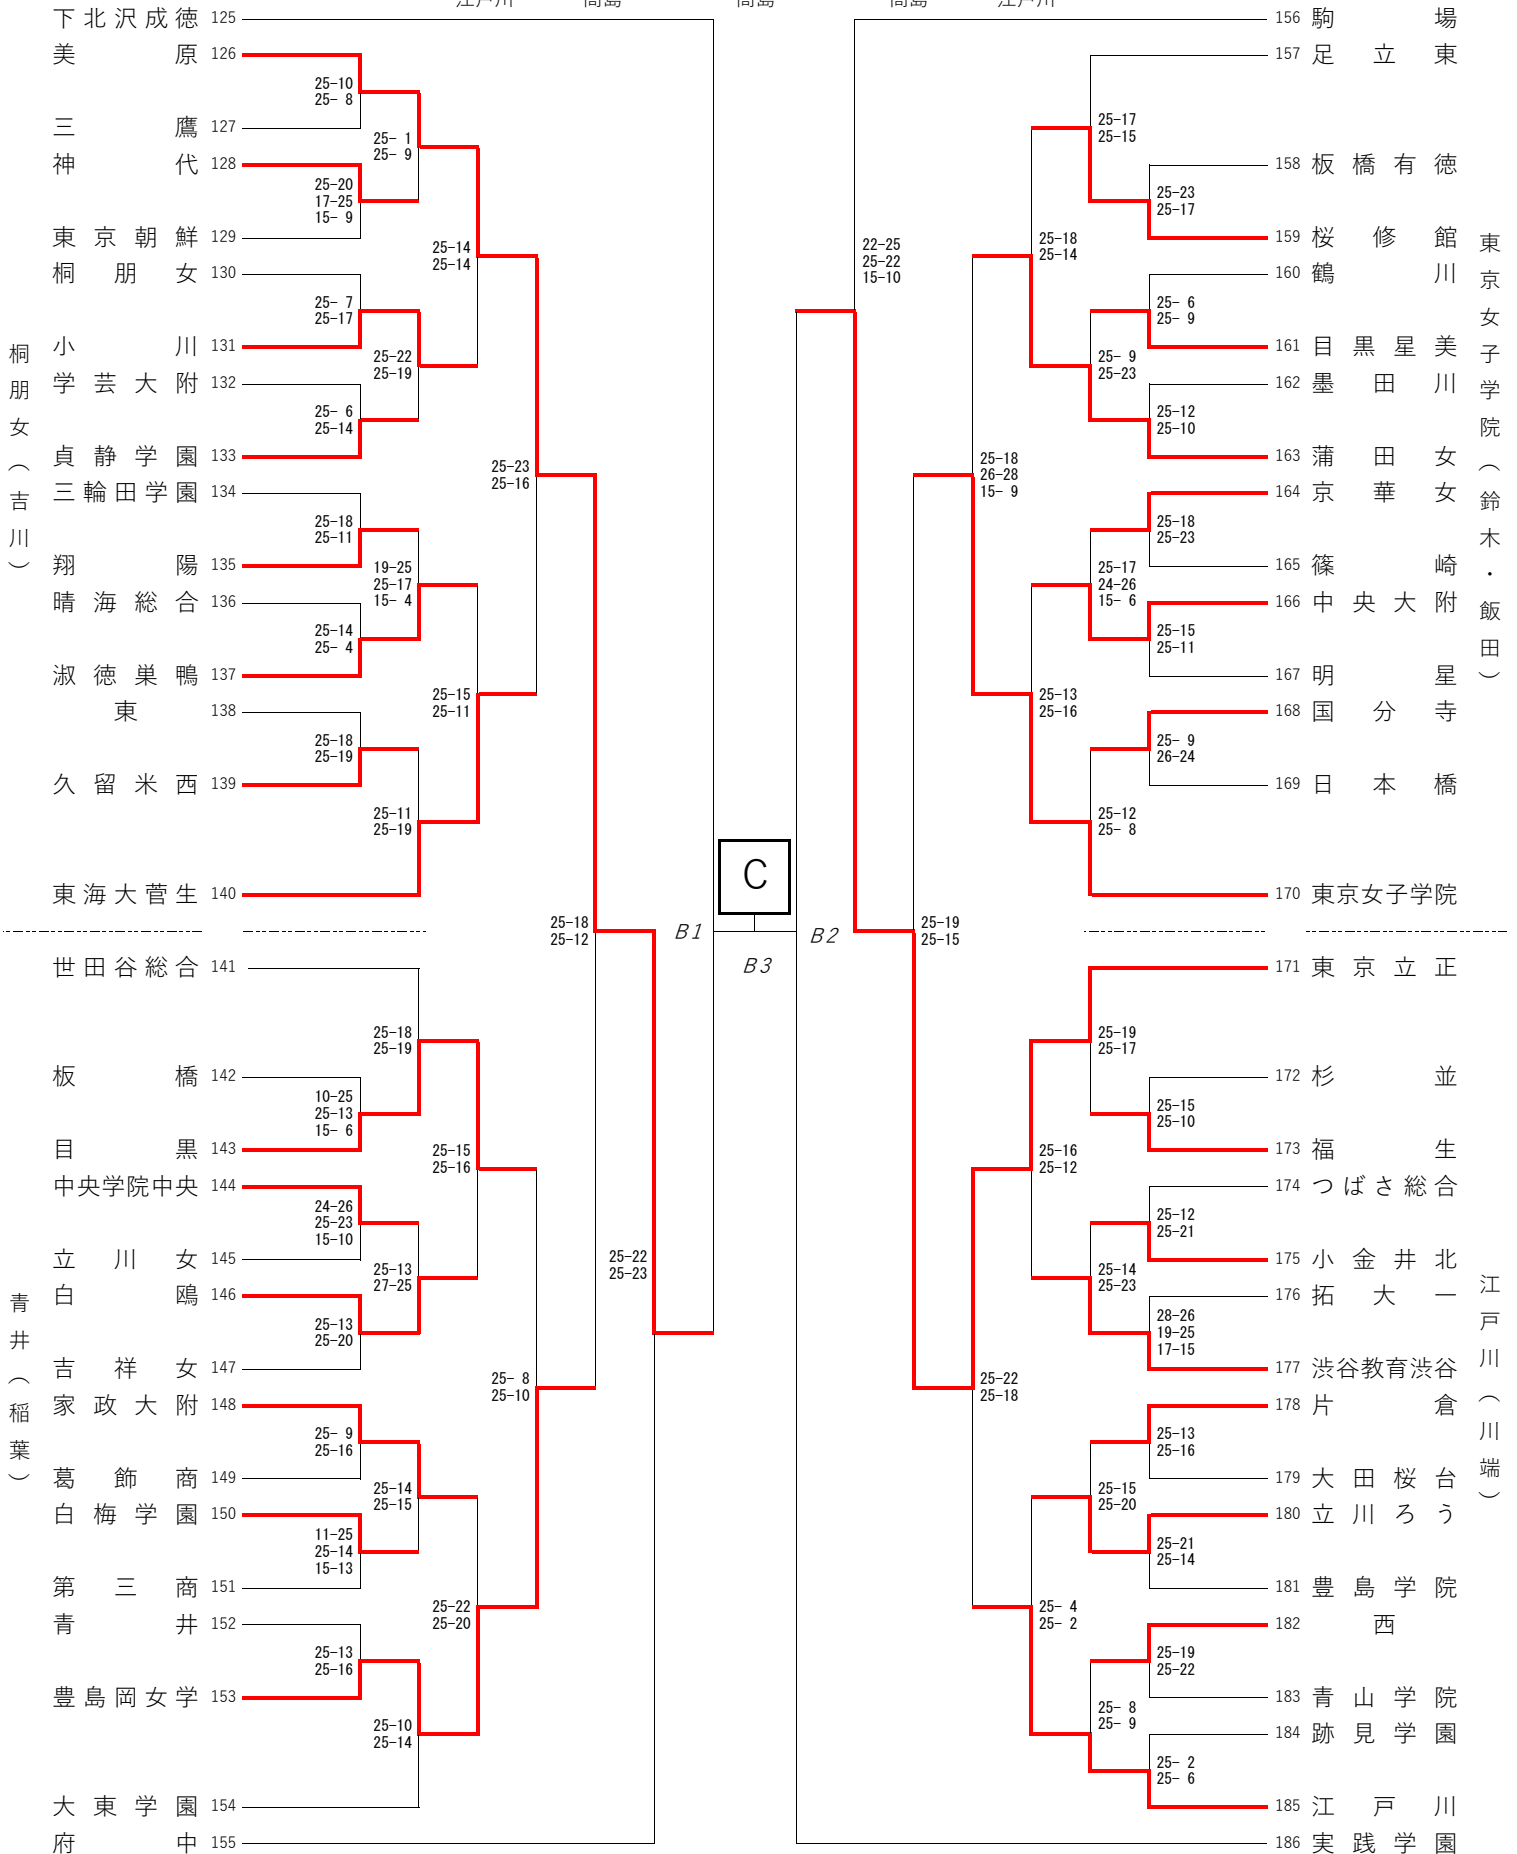 下北沢成徳 125
美原 126
25-10
25- 8
三鷹 127
25- 1
25- 9
神代 128
25-20
17-25
15- 9
東京朝鮮 129
25-14
25-14
桐朋女 130
25- 7
25-17
小川 131
25-22
25-19
学芸大附 132
25- 6
25-14
貞静学園 133
25-23
25-16
三輪田学園 134
25-18
25-11
翔陽 135
19-25
25-17
15- 4
晴海総合 136
25-14
25- 4
淑徳巣鴨 137
25-15
25-11
東 138
25-18
25-19
久留米西 139
25-11
25-19
東海大菅生 140
桐朋女（吉川）
25-18
25-12
世田谷総合 141
25-18
25-19
板橋 142
10-25
25-13
15- 6
目黒 143
25-15
25-16
中央学院中央 144
24-26
25-23
15-10
立川女 145
25-13
27-25
白鴎 146
25-13
25-20
吉祥女 147
25- 8
25-10
家政大附 148
25- 9
25-16
葛飾商 149
25-14
25-15
白梅学園 150
11-25
25-14
15-13
第三商 151
25-22
25-20
青井 152
25-13
25-16
豊島岡女学 153
25-10
25-14
大東学園 154
府中 155
青井（稲葉）
25-22
25-23
C
B1
B2
B3
156 駒場
22-25
25-22
15-10
157 足立東
25-17
25-15
158 板橋有徳
25-23
25-17
159 桜修館
25-18
25-14
160 鶴川
25- 6
25- 9
161 目黒星美
25- 9
25-23
162 墨田川
25-12
25-10
163 蒲田女
25-18
26-28
15- 9
164 京華女
25-18
25-23
165 篠崎
25-17
24-26
15- 6
166 中央大附
25-15
25-11
167 明星
25-13
25-16
168 国分寺
25- 9
26-24
169 日本橋
25-12
25- 8
170 東京女子学院
東京女子学院（鈴木・飯田）
25-19
25-15
171 東京立正
25-19
25-17
172 杉並
25-15
25-10
173 福生
25-16
25-12
174 つばさ総合
25-12
25-21
175 小金井北
25-14
25-23
176 拓大一
28-26
19-25
17-15
177 渋谷教育渋谷
25-22
25-18
178 片倉
25-13
25-16
179 大田桜台
25-15
25-20
180 立川ろう
25-21
25-14
181 豊島学院
25- 4
25- 2
182 西
25-19
25-22
183 青山学院
25- 8
25- 9
184 跡見学園
25- 2
25- 6
185 江戸川
186 実践学園
江戸川（川端）